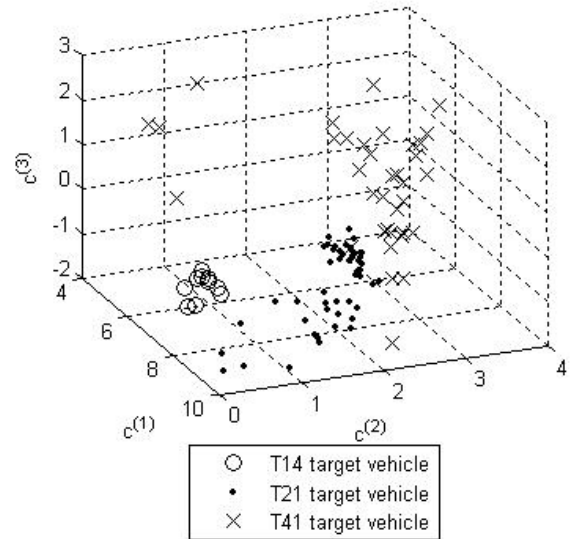 3
2
1
0
-1
-2
c(3)
4
6
8
10
c(1)
0
1
2
3
4
c(2)
T14 target vehicle
T21 target vehicle
T41 target vehicle